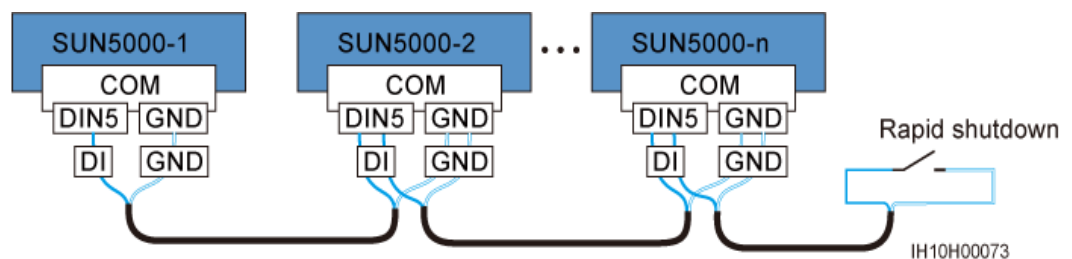 SUN5000-1
SUN5000-2
...
SUN5000-n
COM
COM
COM
DIN5 GND
DIN5 GND
DIN5 GND
Rapid shutdown
DI GND
DI GND
DI GND
IH10H00073